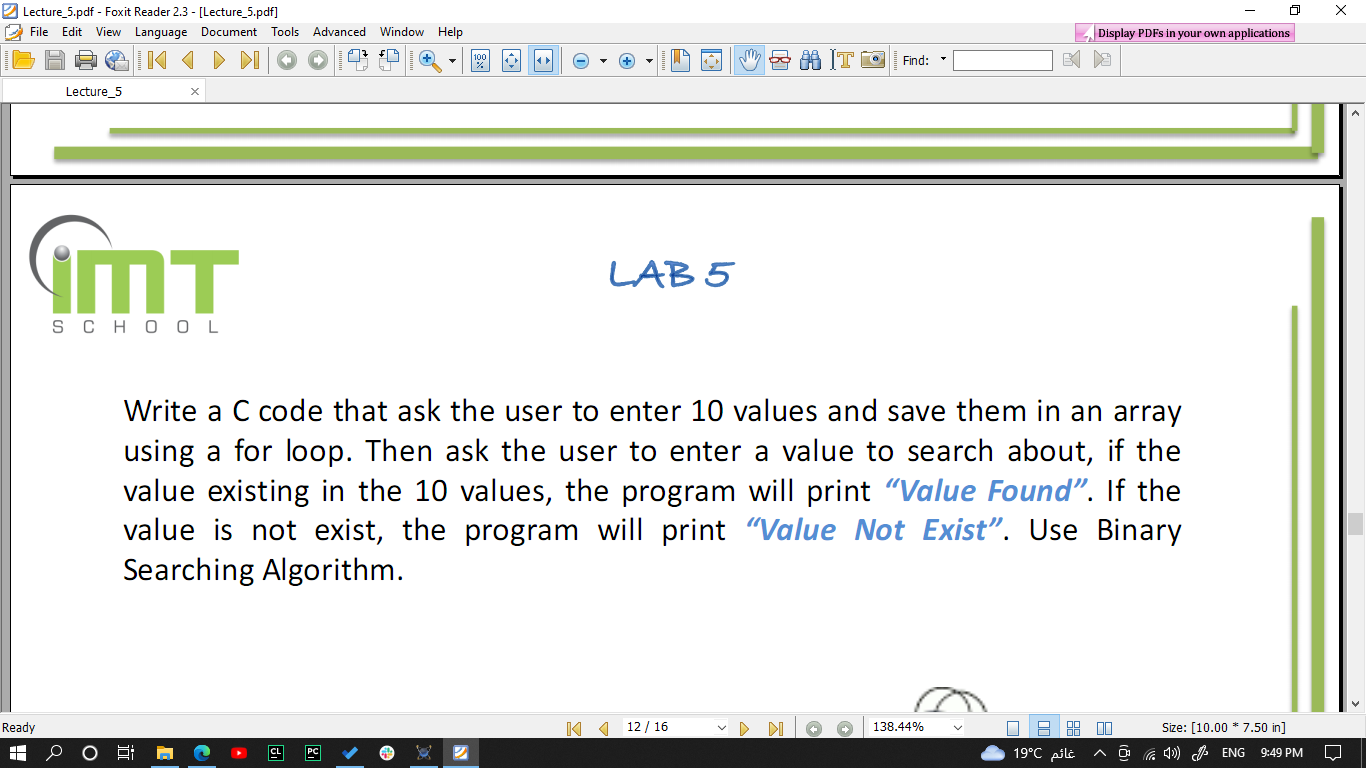 Lecture_5.pdf - Foxit Reader 2.3 - [Lecture_5.pdf]
File Edit View Language Document Tools Advanced Window Help
Display PDFs in your own applications
100 %
Find:
Lecture_5
iMT
SCHOOL
LAB 5
Write a C code that ask the user to enter 10 values and save them in an array
using a for loop. Then ask the user to enter a value to search about, if the
value existing in the 10 values, the program will print “Value Found”. If the
value is not exist, the program will print “Value Not Exist”. Use Binary
Searching Algorithm.
Ready
12 / 16
138.44%
Size: [10.00 * 7.50 in]
CL
PC
19°C غائم
ENG
9:49 PM